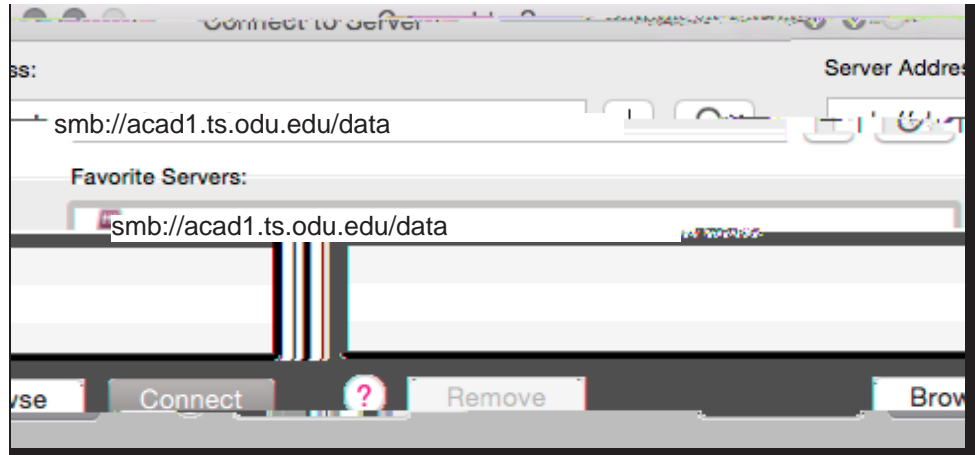 Connect to Server
ss: Server Addres
smb://acad1.ts.odu.edu/data
Favorite Servers:
smb://acad1.ts.odu.edu/data
wse Connect ? Remove Brow